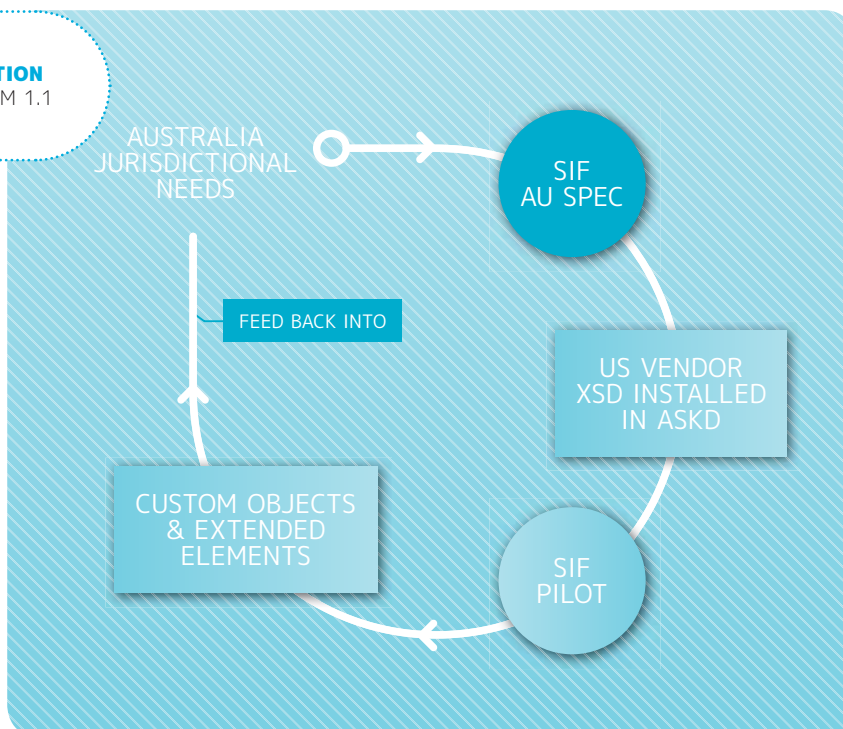 M 1.1
AUSTRALIA
JURISDICTIONAL
NEEDS
SIF
AU SPEC
FEED BACK INTO
US VENDOR
XSD INSTALLED
IN ASKD
CUSTOM OBJECTS
& EXTENDED
ELEMENTS
SIF
PILOT